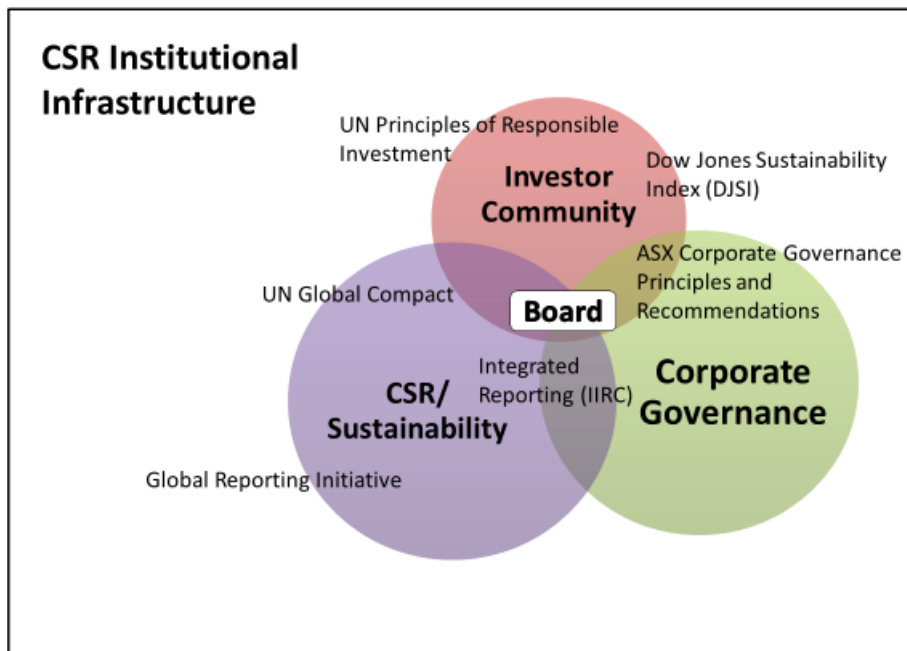 CSR Institutional
Infrastructure
UN Principles of Responsible
Investment
Investor
Community
Dow Jones Sustainability
Index (DJSI)
ASX Corporate Governance
Principles and
Recommendations
UN Global Compact
Board
Integrated
Reporting (IIRC)
CSR/
Sustainability
Corporate
Governance
Global Reporting Initiative